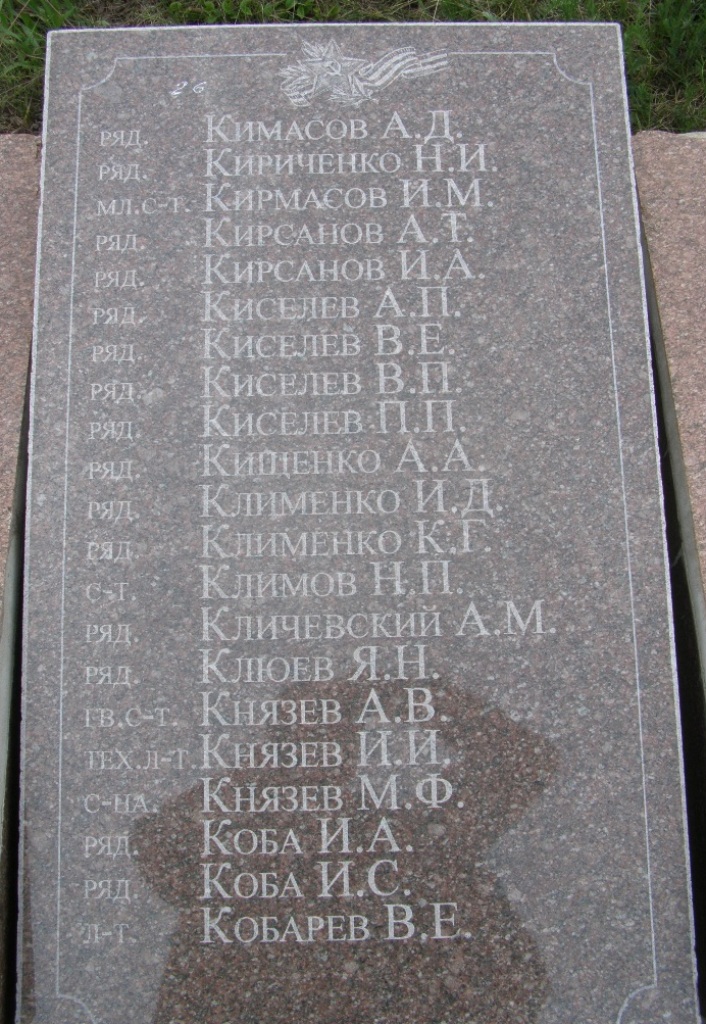 26
РЯД. КИМАСОВ А.Д.
РЯД. КИРИЧЕНКО Н.И.
МЛ.С-Т. КИРМАСОВ И.М.
РЯД. КИРСАНОВ А.Т.
РЯД. КИРСАНОВ И.А.
РЯД. КИСЕЛЕВ А.П.
РЯД. КИСЕЛЕВ В.Е.
РЯД. КИСЕЛЕВ В.П.
РЯД. КИСЕЛЕВ П.П.
РЯД. КИЩЕНКО А.А.
РЯД. КЛИМЕНКО И.Д.
РЯД. КЛИМЕНКО К.Г.
С-Т. КЛИМОВ Н.П.
РЯД. КЛИЧЕВСКИЙ А.М.
РЯД. КЛЮЕВ Я.Н.
ГВ.С-Т. КНЯЗЕВ А.В.
ТЕХ.Л-Т. КНЯЗЕВ И.И.
С-НА. КНЯЗЕВ М.Ф.
РЯД. КОБА И.А.
РЯД. КОБА И.С.
Л-Т. КОБАРЕВ В.Е.